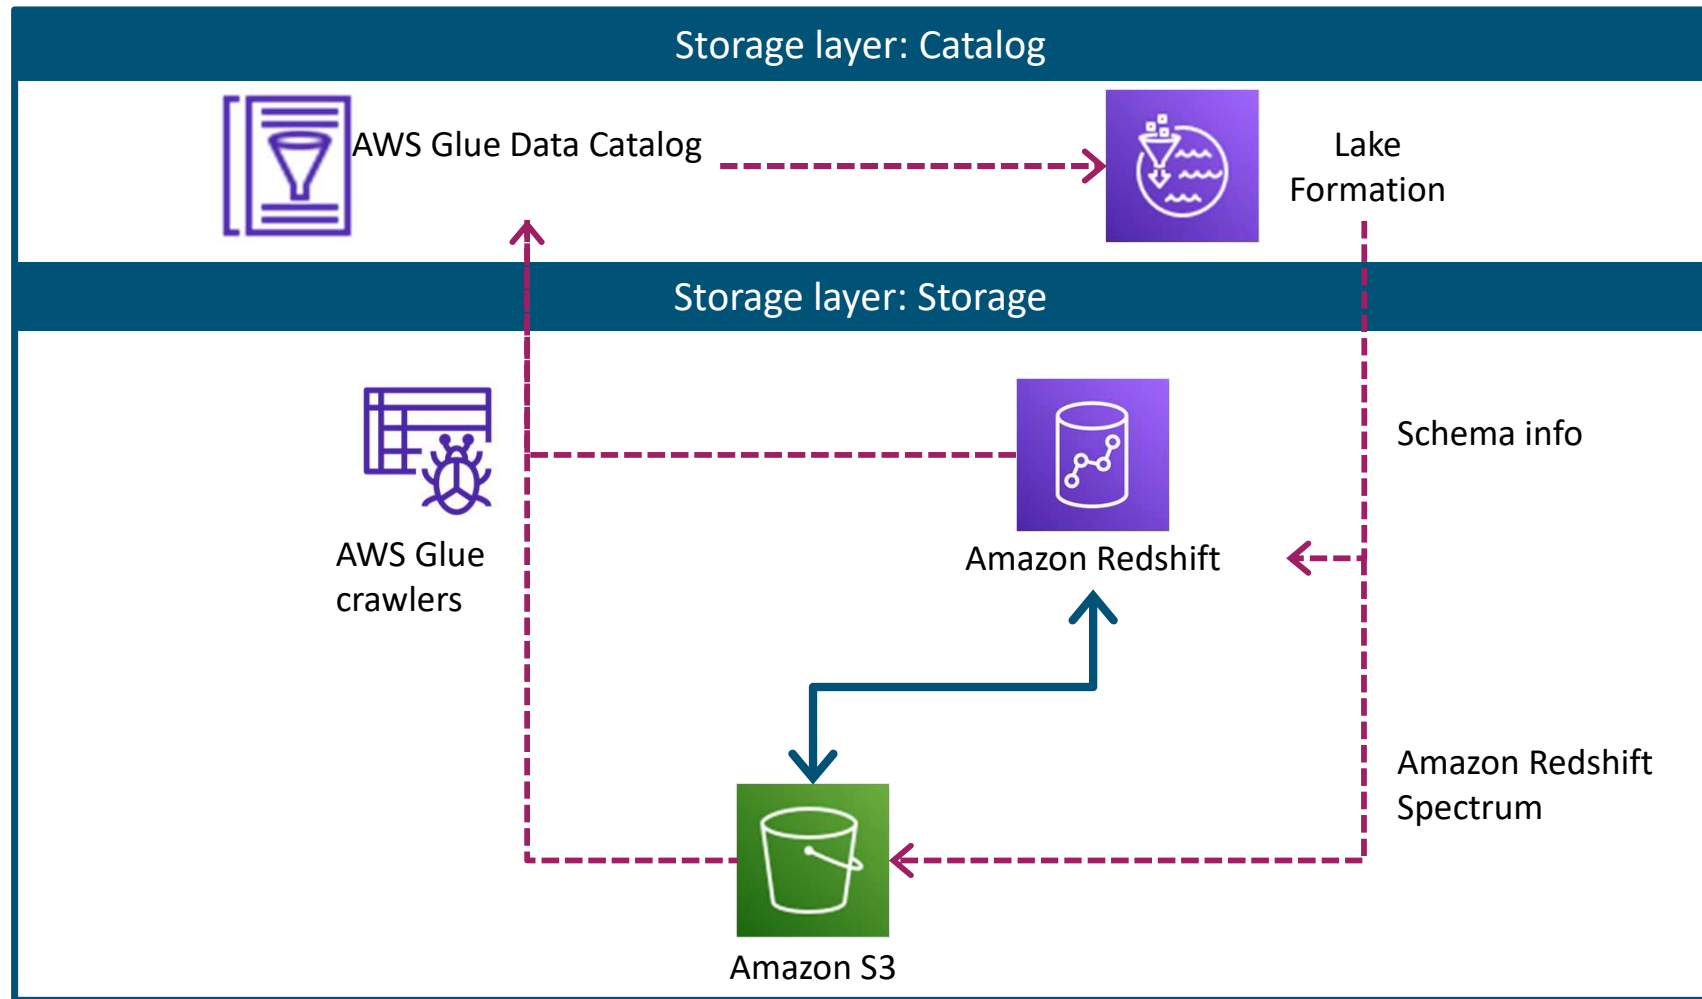 Storage layer: Catalog
AWS Glue Data Catalog
Lake
Formation
Storage layer: Storage
Schema info
AWS Glue
crawlers
Amazon Redshift
Amazon Redshift
Spectrum
Amazon S3